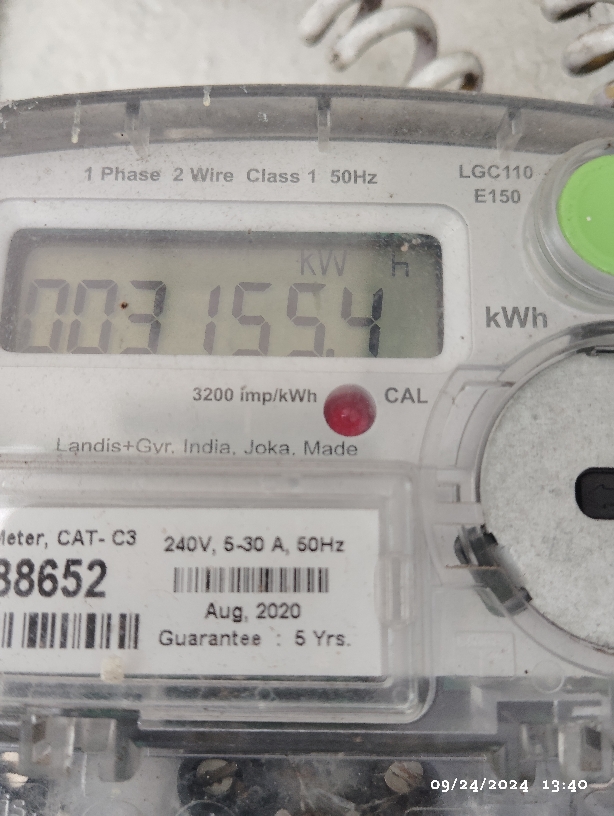 1 Phase 2 Wire Class 1 50Hz
LGC110
E150
kW h
003155.4
kWh
3200 imp/kWh
CAL
Landis+Gyr. India, Joka. Made
Meter, CAT- C3
240V, 5-30 A, 50Hz
38652
Aug, 2020
Guarantee : 5 Yrs.
09/24/2024 13:40